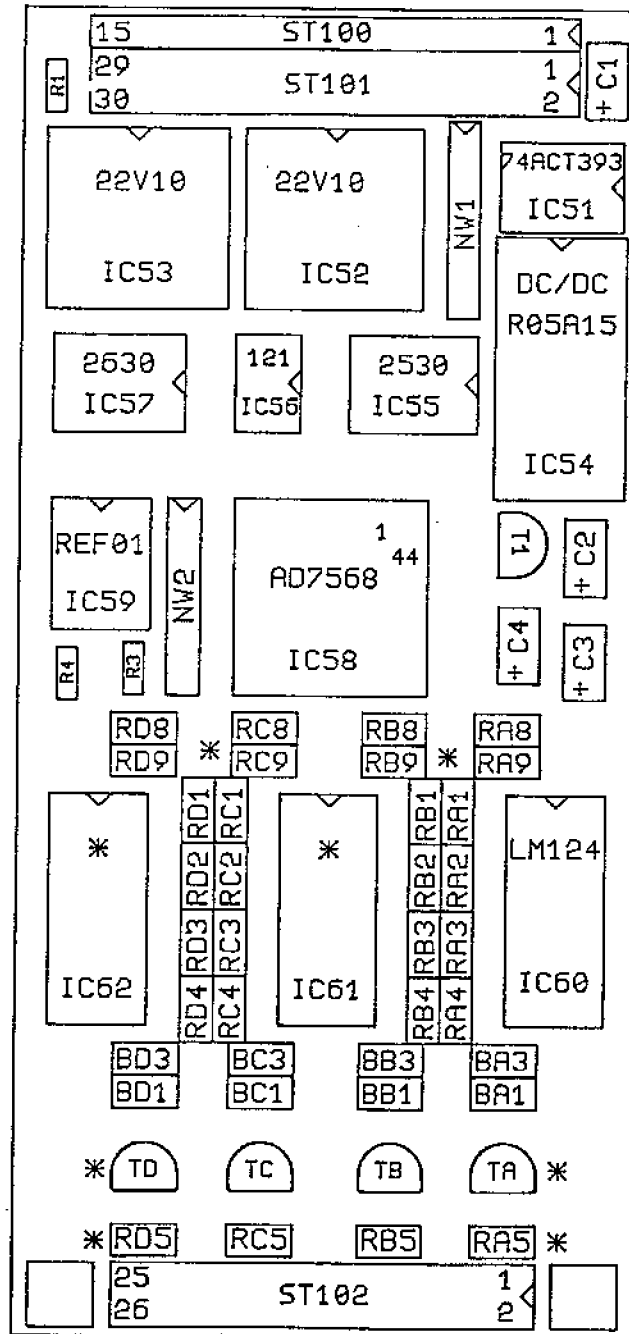 15 ST100 1
29 ST101 1
30 2
R1
+ C1
22V10
IC53
22V10
IC52
NW1
74ACT393
IC51
DC/DC
R05A15
IC54
2630
IC57
121
IC56
2530
IC55
REF01
IC59
NW2
1
44
AD7568
IC58
T1
+ C2
+ C4
+ C3
R4
R3
RD8 RC8 RB8 RA8
RD9 * RC9 RB9 * RA9
RD1 RC1 RB1 RA1
* * LM124
RD2 RC2 RB2 RA2
RD3 RC3 RB3 RA3
IC62 IC61 IC60
RD4 RC4 RB4 RA4
BD3 BC3 BB3 BA3
BD1 BC1 BB1 BA1
* TD TC TB TA *
* RD5 RC5 RB5 RA5 *
25 ST102 1
26 2